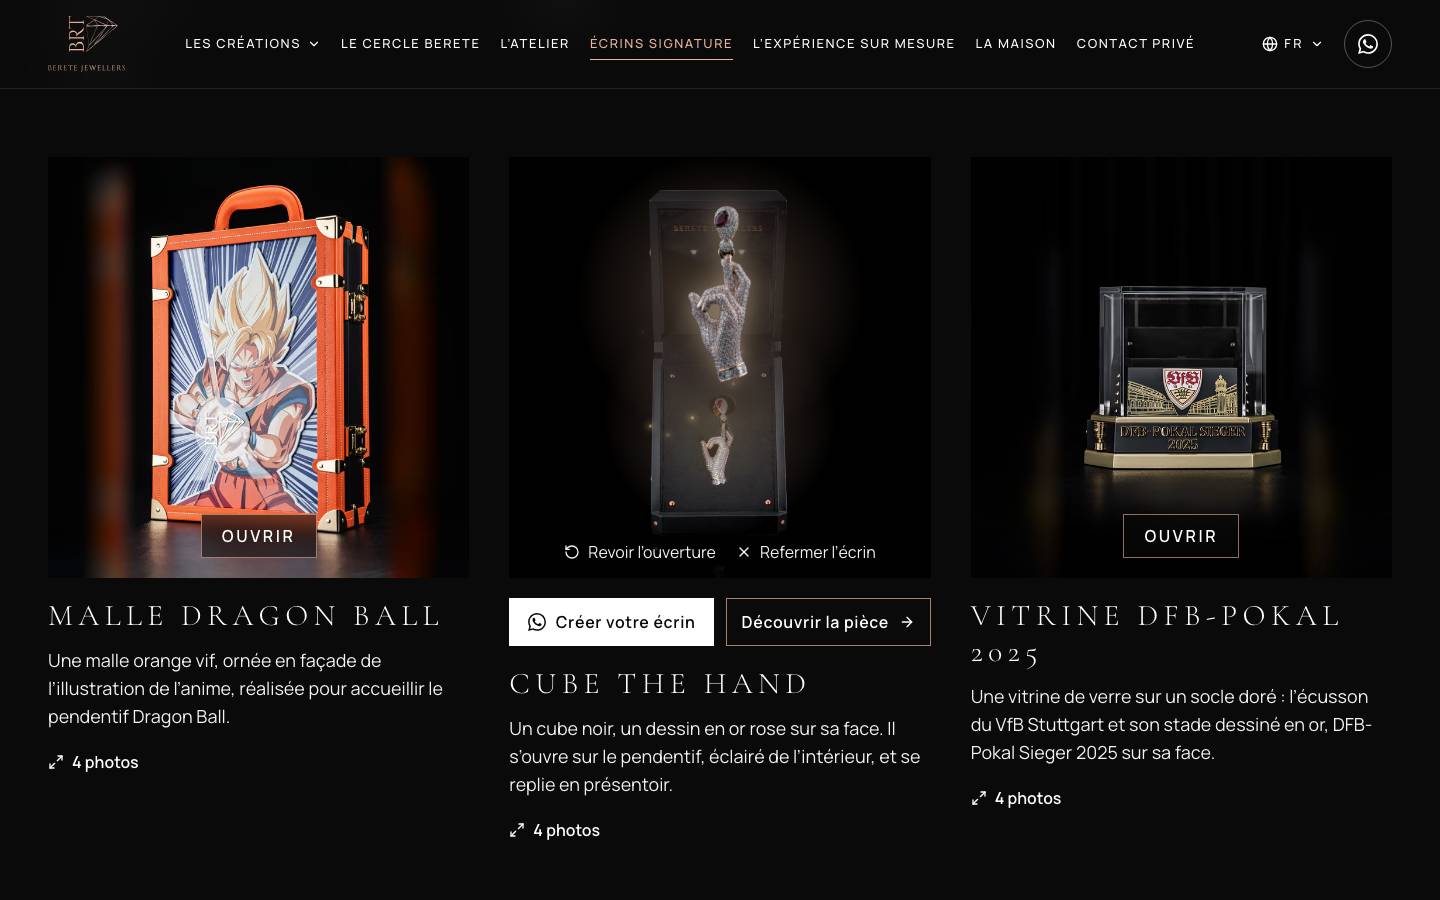 BRT
BERETE JEWELLERS
LES CRÉATIONS
LE CERCLE BERETE
L'ATELIER
ÉCRINS SIGNATURE
L'EXPÉRIENCE SUR MESURE
LA MAISON
CONTACT PRIVÉ
FR
BRT
OUVRIR
BERETE JEWELLERS
Revoir l'ouverture
Refermer l'écrin
VfB
DFB-POKAL SIEGER
2025
OUVRIR
MALLE DRAGON BALL
Une malle orange vif, ornée en façade de
l'illustration de l'anime, réalisée pour accueillir le
pendentif Dragon Ball.
4 photos
Créer votre écrin
Découvrir la pièce
CUBE THE HAND
Un cube noir, un dessin en or rose sur sa face. Il
s'ouvre sur le pendentif, éclairé de l'intérieur, et se
replie en présentoir.
4 photos
VITRINE DFB-POKAL
2025
Une vitrine de verre sur un socle doré : l'écusson
du VfB Stuttgart et son stade dessiné en or, DFB-
Pokal Sieger 2025 sur sa face.
4 photos